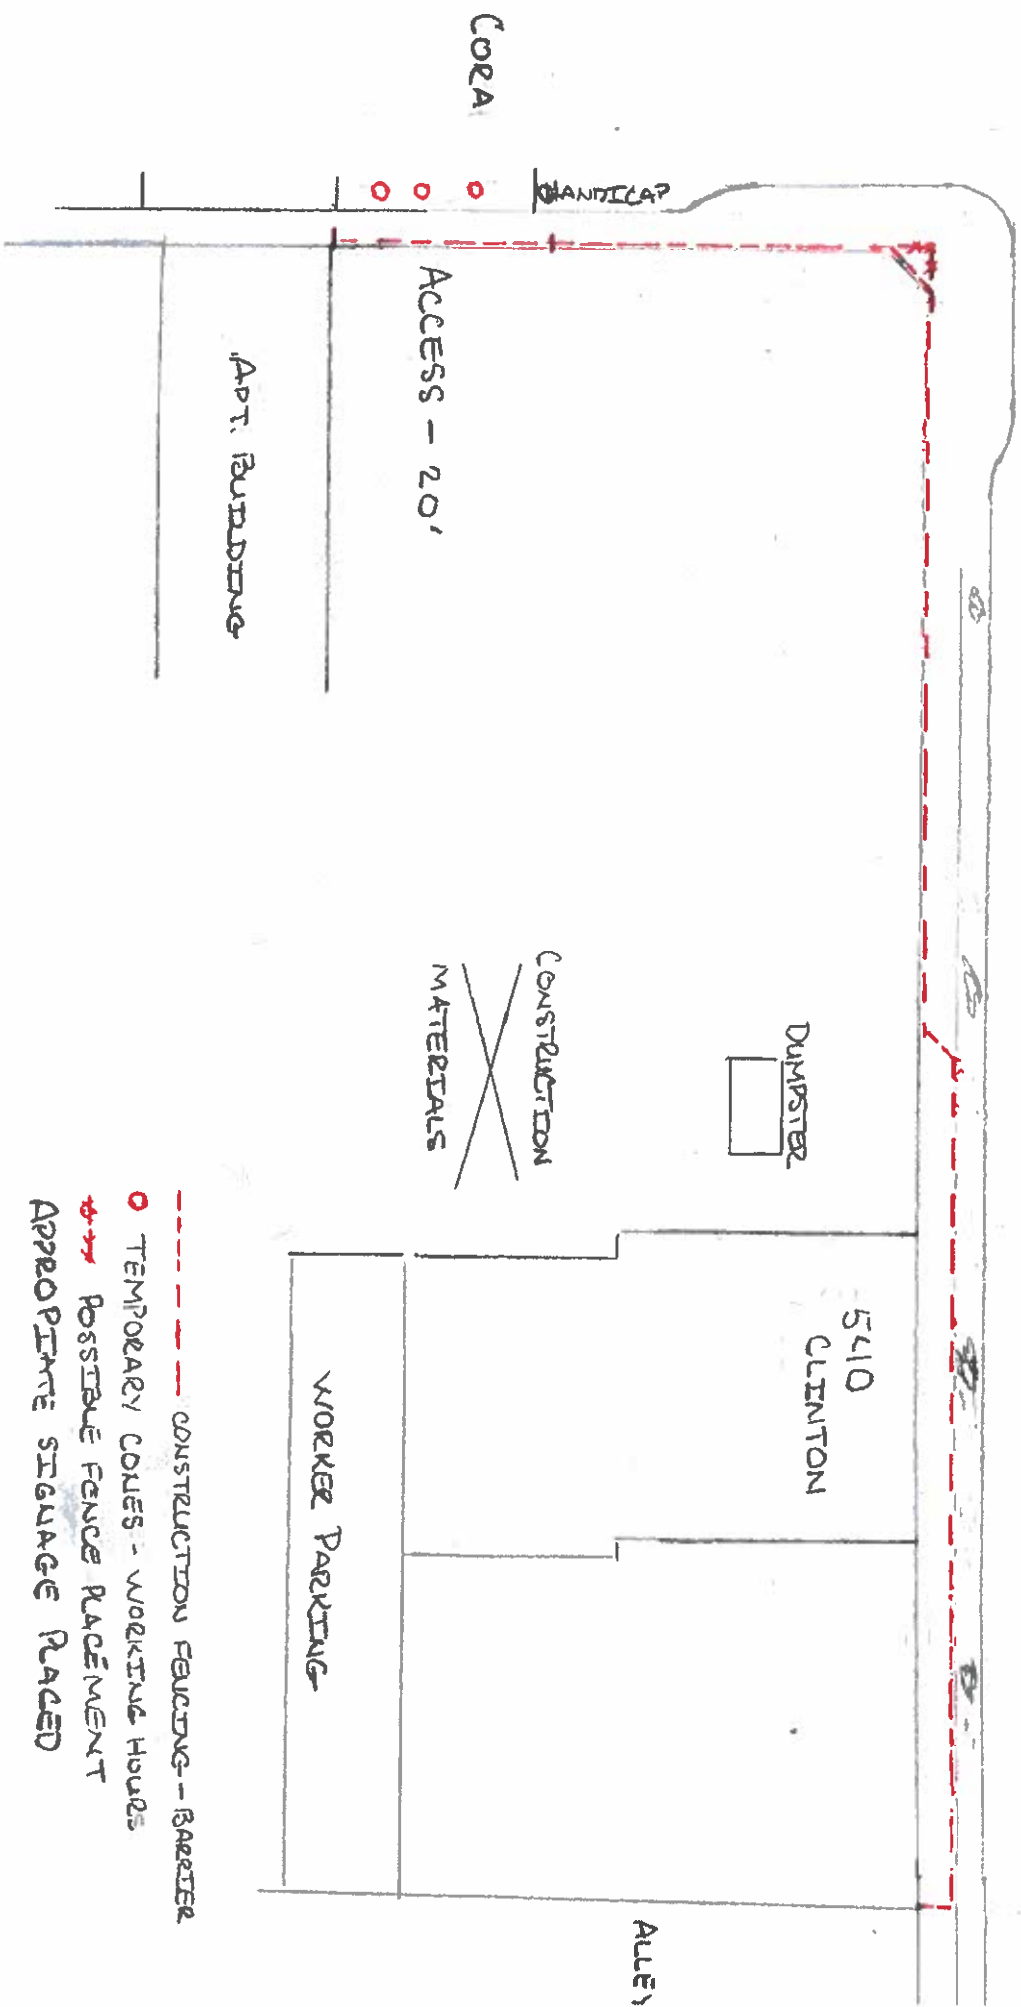 5410
CLINTON
DUMPSTER
HANDICAP
ALLEY
CONSTRUCTION
MATERIALS
CORA
ACCESS - 20'
WORKER PARKING
APT. BUILDING
CONSTRUCTION FENCING - BARRIER
TEMPORARY CONES - WORKING HOURS
POSSIBLE FENCE PLACEMENT
APPROPIATE SIGNAGE PLACED